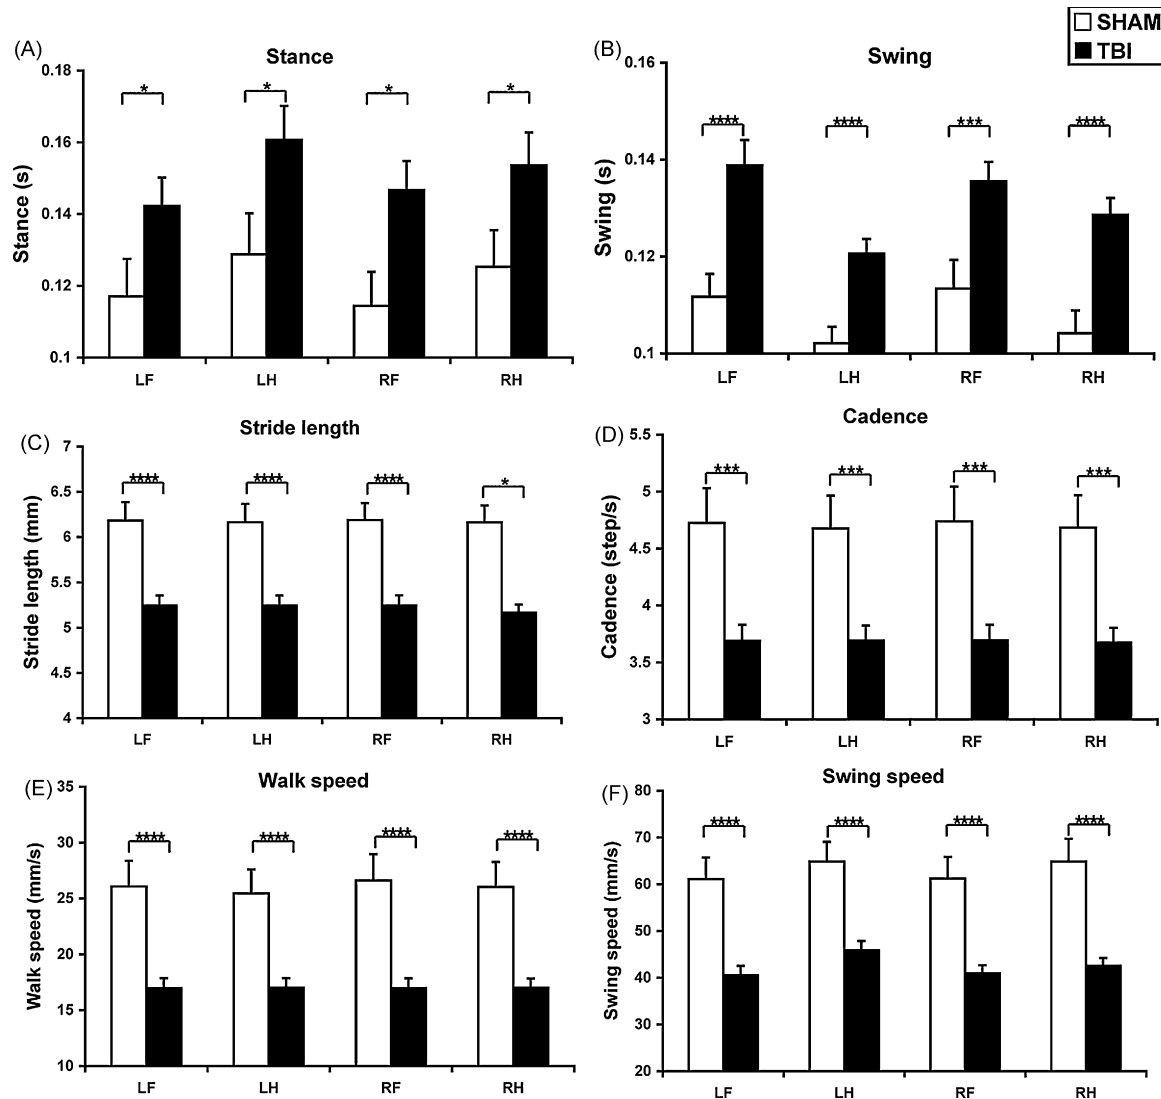 SHAM
TBI
(A)
Stance
Stance (s)
0.18
0.16
0.14
0.12
0.1
* * * *
LF LH RF RH
(B)
Swing
Swing (s)
0.16
0.14
0.12
0.1
**** **** *** ****
LF LH RF RH
(C)
Stride length
Stride length (mm)
7
6.5
6
5.5
5
4.5
4
**** **** **** *
LF LH RF RH
(D)
Cadence
Cadence (step/s)
5.5
5
4.5
4
3.5
3
*** *** *** ***
LF LH RF RH
(E)
Walk speed
Walk speed (mm/s)
35
30
25
20
15
10
**** **** **** ****
LF LH RF RH
(F)
Swing speed
Swing speed (mm/s)
80
70
60
50
40
30
20
**** **** **** ****
LF LH RF RH